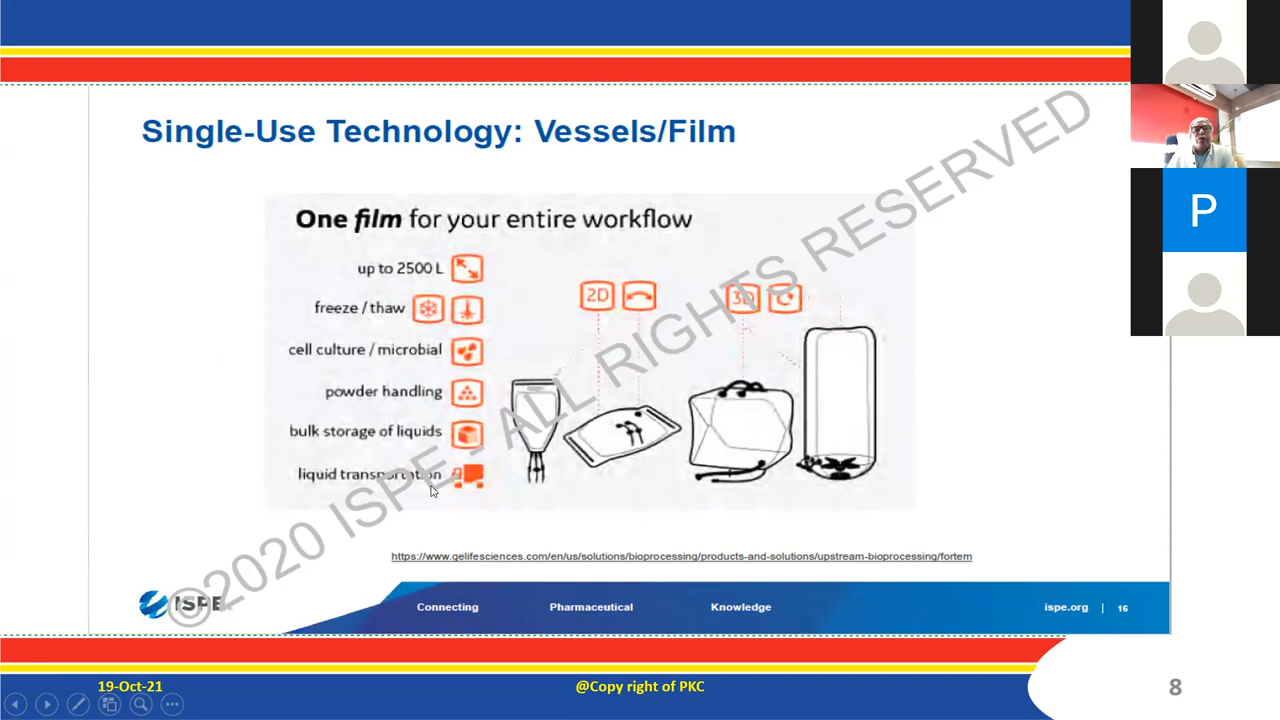 Single-Use Technology: Vessels/Film
One film for your entire workflow
up to 2500 L
freeze / thaw
cell culture / microbial
powder handling
bulk storage of liquids
liquid transportation
2D
3D
©2020 ISPE - ALL RIGHTS RESERVED
https://www.gelifesciences.com/en/us/solutions/bioprocessing/products-and-solutions/upstream-bioprocessing/fortem
ISPE
Connecting Pharmaceutical Knowledge
ispe.org | 16
19-Oct-21
@Copy right of PKC
8
P